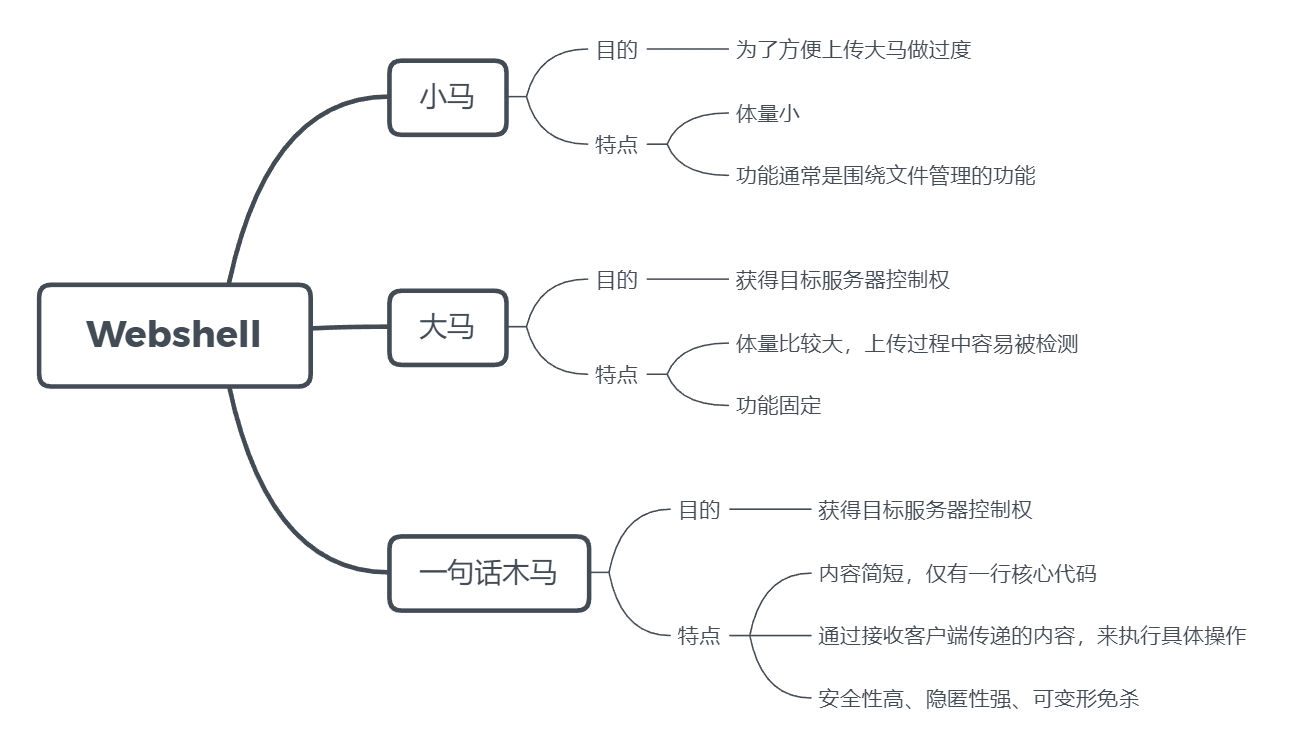 Webshell
小马
目的
为了方便上传大马做过度
特点
体量小
功能通常是围绕文件管理的功能
大马
目的
获得目标服务器控制权
特点
体量比较大，上传过程中容易被检测
功能固定
一句话木马
目的
获得目标服务器控制权
特点
内容简短，仅有一行核心代码
通过接收客户端传递的内容，来执行具体操作
安全性高、隐匿性强、可变形免杀